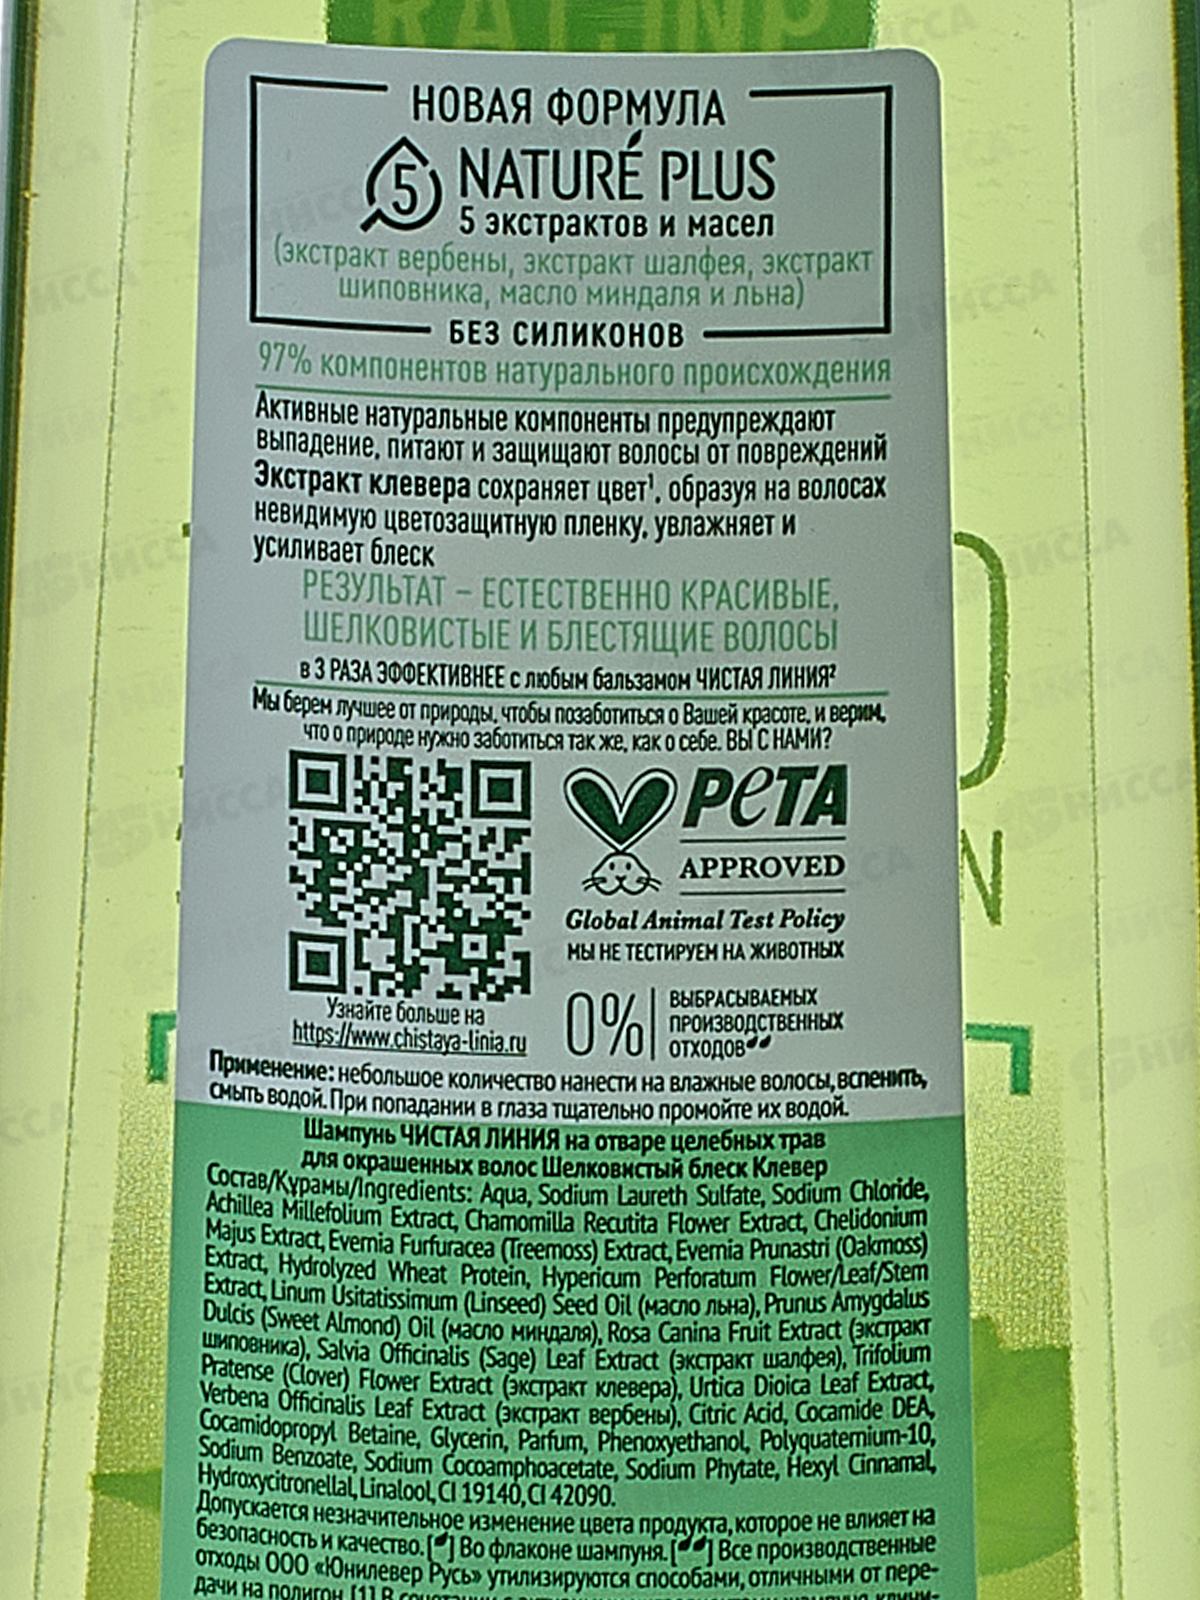 НОВАЯ ФОРМУЛА
5 NATURÉ PLUS
5 экстрактов и масел
(экстракт вербены, экстракт шалфея, экстракт
шиповника, масло миндаля и льна)
БЕЗ СИЛИКОНОВ
97% компонентов натурального происхождения
Активные натуральные компоненты предупреждают
выпадение, питают и защищают волосы от повреждений
Экстракт клевера сохраняет цвет¹, образуя на волосах
невидимую цветозащитную пленку, увлажняет и
усиливает блеск
РЕЗУЛЬТАТ – ЕСТЕСТВЕННО КРАСИВЫЕ,
ШЕЛКОВИСТЫЕ И БЛЕСТЯЩИЕ ВОЛОСЫ
в 3 РАЗА ЭФФЕКТИВНЕЕ с любым бальзамом ЧИСТАЯ ЛИНИЯ²
Мы берем лучшее от природы, чтобы позаботиться о Вашей красоте, и верим,
что о природе нужно заботиться так же, как о себе. ВЫ С НАМИ?
PETA
APPROVED
Global Animal Test Policy
МЫ НЕ ТЕСТИРУЕМ НА ЖИВОТНЫХ
Узнайте больше на
https://www.chistaya-linia.ru
0% ВЫБРАСЫВАЕМЫХ
ПРОИЗВОДСТВЕННЫХ
ОТХОДОВ
Применение: небольшое количество нанести на влажные волосы, вспенить,
смыть водой. При попадании в глаза тщательно промойте их водой.
Шампунь ЧИСТАЯ ЛИНИЯ на отваре целебных трав
для окрашенных волос Шелковистый блеск Клевер
Состав/Құрамы/Ingredients: Aqua, Sodium Laureth Sulfate, Sodium Chloride,
Achillea Millefolium Extract, Chamomilla Recutita Flower Extract, Chelidonium
Majus Extract, Evernia Furfuracea (Treemoss) Extract, Evernia Prunastri (Oakmoss)
Extract, Hydrolyzed Wheat Protein, Hypericum Perforatum Flower/Leaf/Stem
Extract, Linum Usitatissimum (Linseed) Seed Oil (масло льна), Prunus Amygdalus
Dulcis (Sweet Almond) Oil (масло миндаля), Rosa Canina Fruit Extract (экстракт
шиповника), Salvia Officinalis (Sage) Leaf Extract (экстракт шалфея), Trifolium
Pratense (Clover) Flower Extract (экстракт клевера), Urtica Dioica Leaf Extract,
Verbena Officinalis Leaf Extract (экстракт вербены), Citric Acid, Cocamide DEA,
Cocamidopropyl Betaine, Glycerin, Parfum, Phenoxyethanol, Polyquaternium-10,
Sodium Benzoate, Sodium Cocoamphoacetate, Sodium Phytate, Hexyl Cinnamal,
Hydroxycitronellal, Linalool, CI 19140, CI 42090.
Допускается незначительное изменение цвета продукта, которое не влияет на
безопасность и качество. [ ] Во флаконе шампуня. [ ] Все производственные
отходы ООО «Юнилевер Русь» утилизируются способами, отличными от пере-
дачи на полигон. [1] В сочетании с